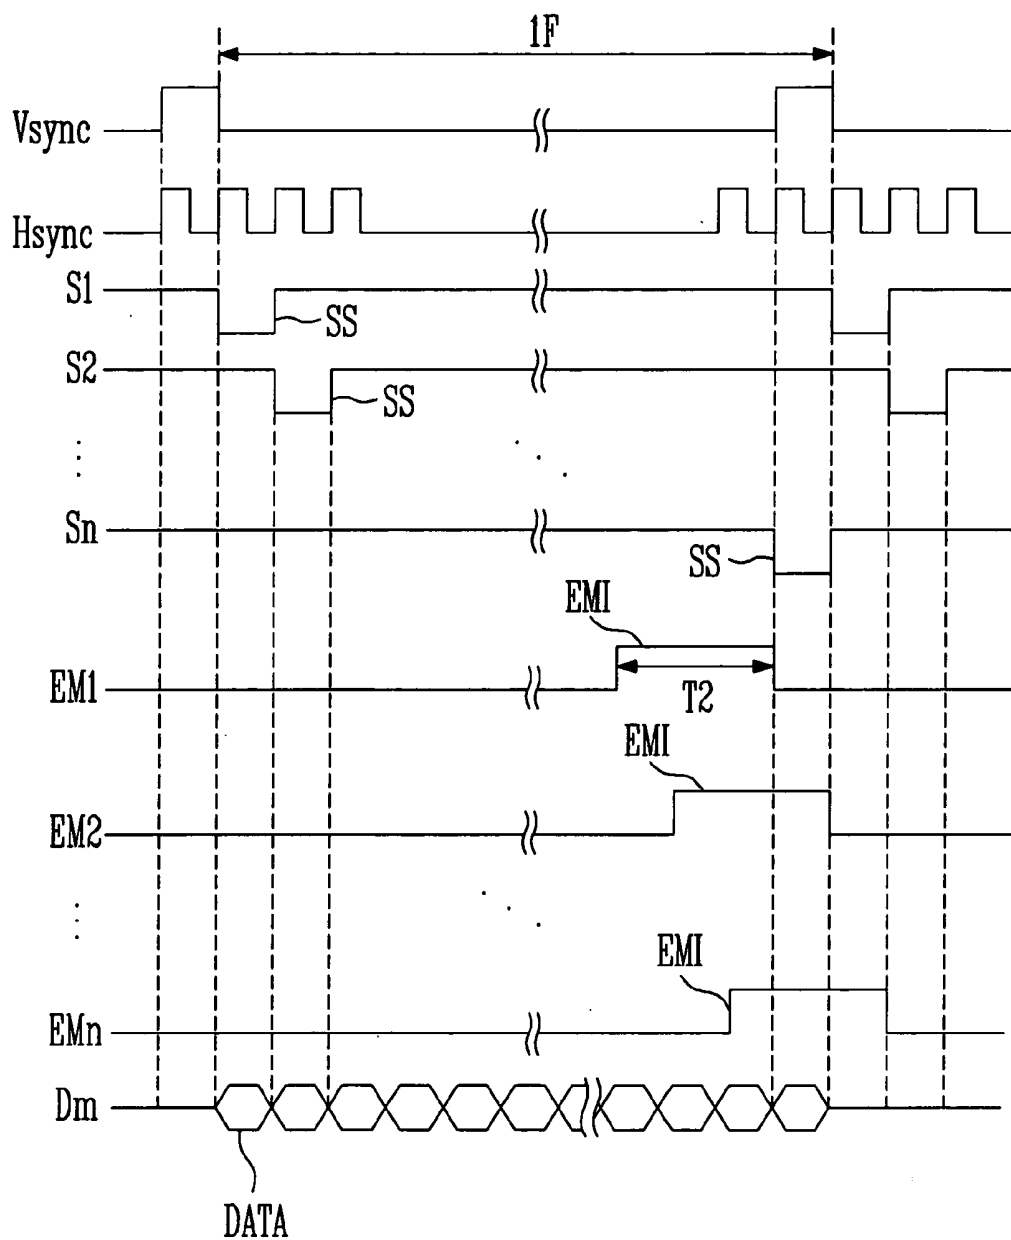 1F
Vsync
Hsync
S1
SS
S2
SS
Sn
SS
EMI
EM1
T2
EMI
EM2
EMI
EMn
Dm
DATA